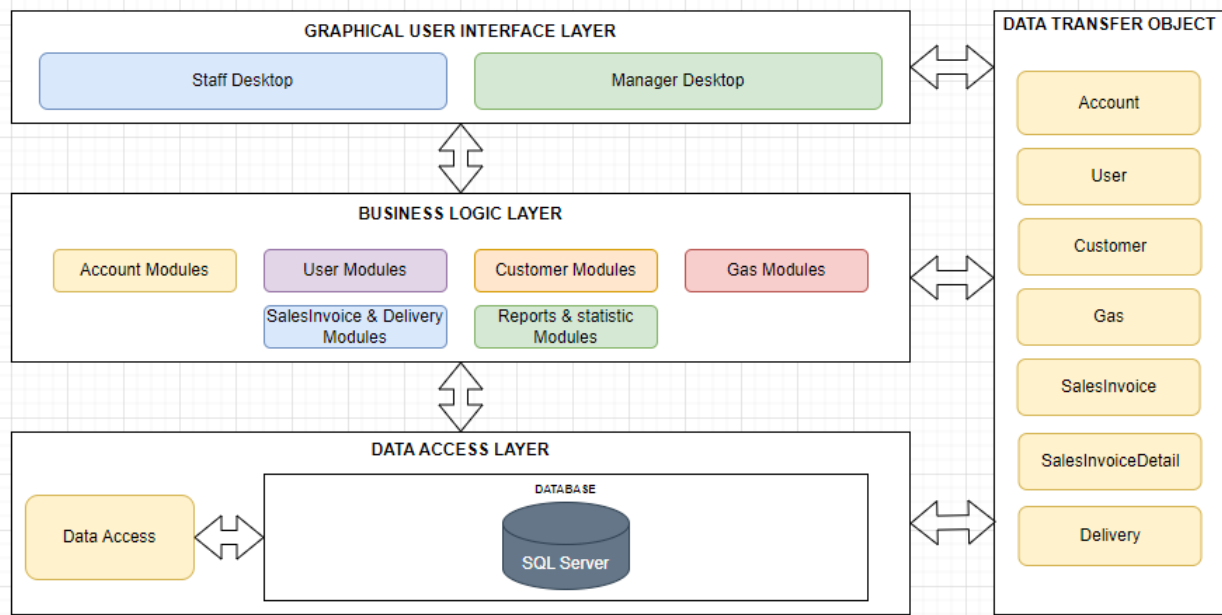 GRAPHICAL USER INTERFACE LAYER
Staff Desktop
Manager Desktop
BUSINESS LOGIC LAYER
Account Modules
User Modules
Customer Modules
Gas Modules
SalesInvoice & Delivery
Modules
Reports & statistic
Modules
DATA ACCESS LAYER
Data Access
DATABASE
SQL Server
DATA TRANSFER OBJECT
Account
User
Customer
Gas
SalesInvoice
SalesInvoiceDetail
Delivery